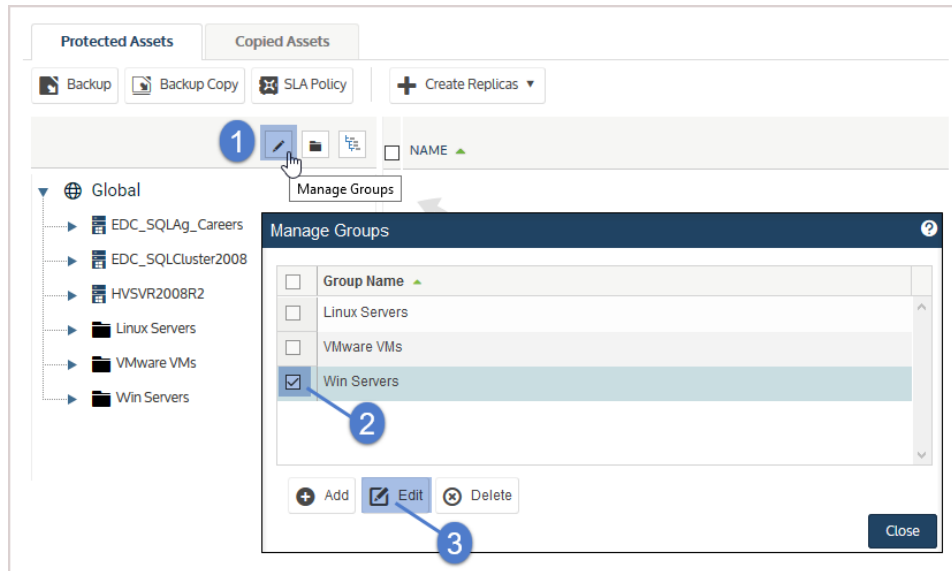 Protected Assets Copied Assets
Backup Backup Copy SLA Policy Create Replicas
1
NAME
Manage Groups
Global
EDC_SQLAg_Careers
EDC_SQLCluster2008
HVSVR2008R2
Linux Servers
VMware VMs
Win Servers
Manage Groups ?
Group Name
Linux Servers
VMware VMs
Win Servers
2
Add Edit Delete
3
Close